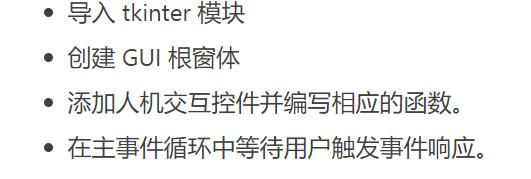 • 导入 tkinter 模块
• 创建 GUI 根窗体
• 添加人机交互控件并编写相应的函数。
• 在主事件循环中等待用户触发事件响应。